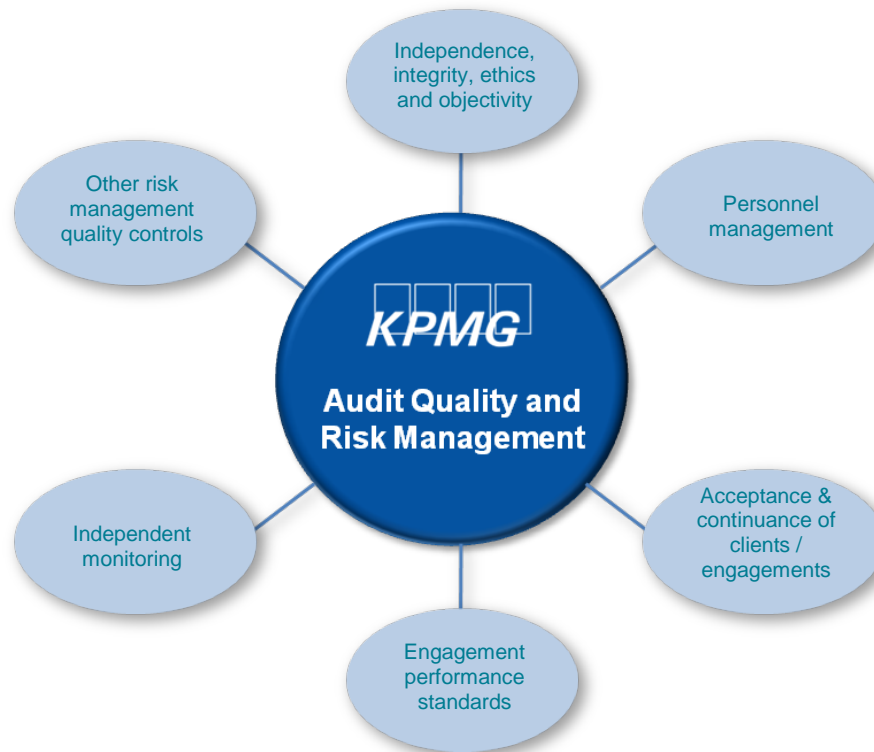 Independence,
integrity, ethics
and objectivity
Other risk
management
quality controls
Personnel
management
KPMG
Audit Quality and
Risk Management
Independent
monitoring
Acceptance &
continuance of
clients /
engagements
Engagement
performance
standards